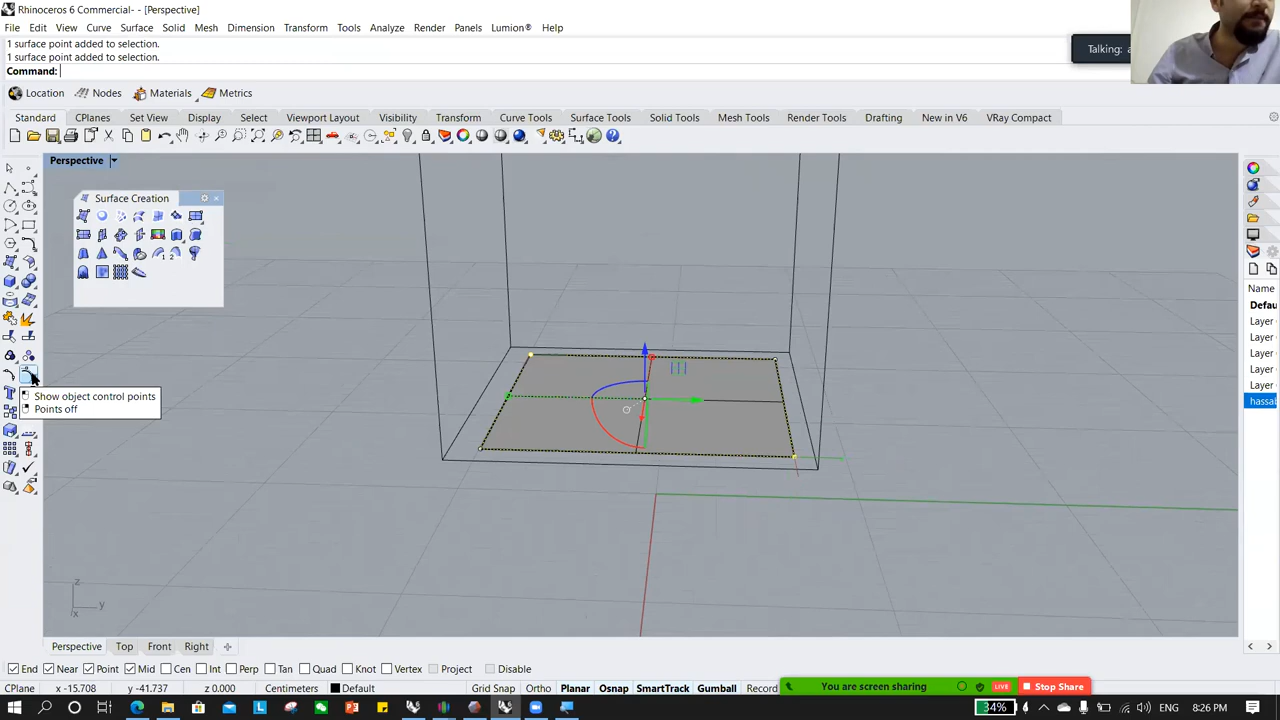 Rhinoceros 6 Commercial- - [Perspective]
File Edit View Curve Surface Solid Mesh Dimension Transform Tools Analyze Render Panels Lumion® Help
1 surface point added to selection.
1 surface point added to selection.
Talking: a
Command:
Location Nodes Materials Metrics
Standard CPlanes Set View Display Select Viewport Layout Visibility Transform Curve Tools Surface Tools Solid Tools Mesh Tools Render Tools Drafting New in V6 VRay Compact
Perspective
Surface Creation
Name
Defau
Layer
Layer
Layer
Layer
Layer
hassab
Show object control points
Points off
z
y
x
Perspective Top Front Right
End Near Point Mid Cen Int Perp Tan Quad Knot Vertex Project Disable
CPlane x -15.708 y -41.737 z 0.000 Centimeters Default Grid Snap Ortho Planar Osnap SmartTrack Gumball Record
You are screen sharing LIVE Stop Share
34% ENG 8:26 PM